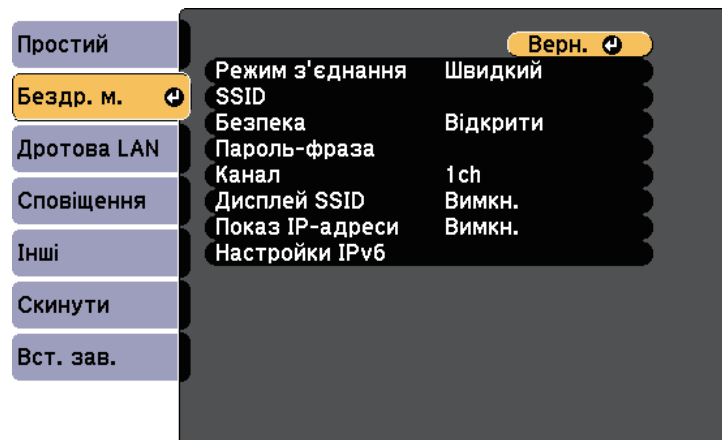 Простий
Бездр. м.
Дротова LAN
Сповіщення
Інші
Скинути
Вст. зав.
Верн.
Режим з'єднання Швидкий
SSID
Безпека Відкрити
Пароль-фраза
Канал 1ch
Дисплей SSID Вимкн.
Показ IP-адреси Вимкн.
Настройки IPv6